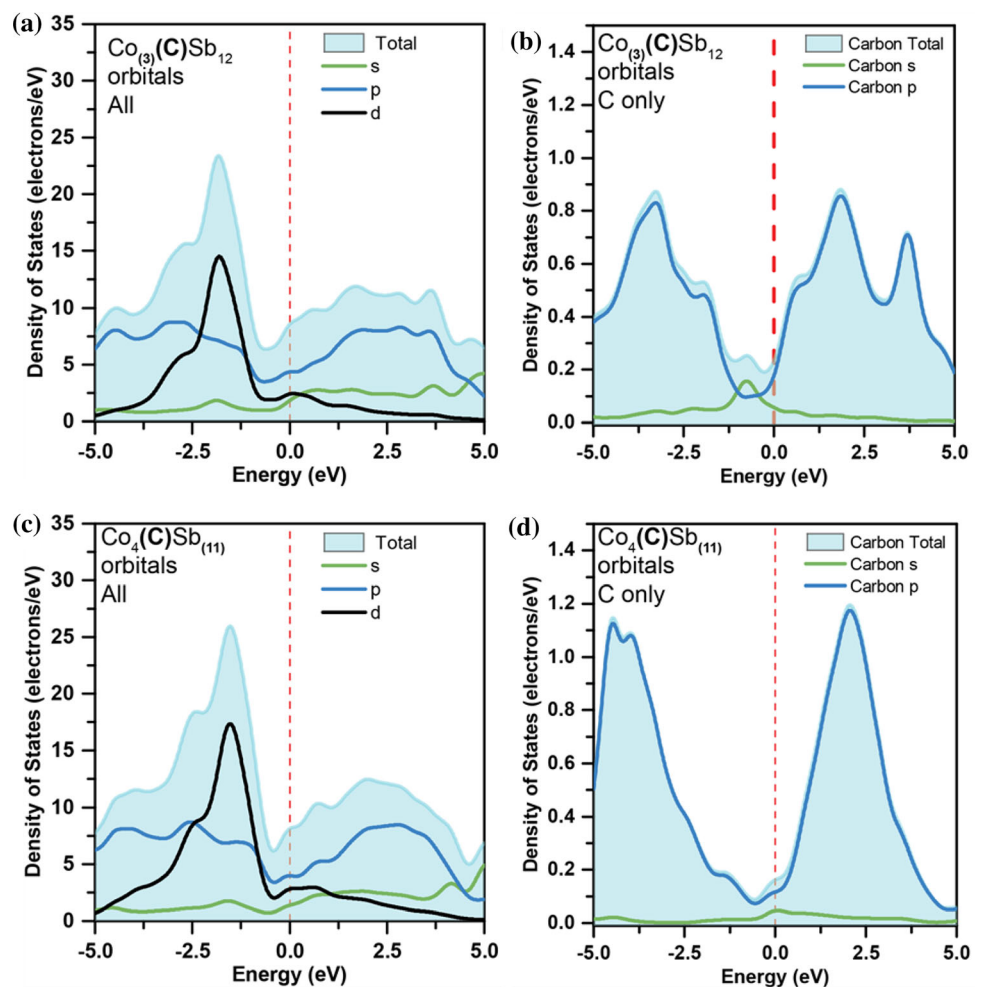 (a)
Co(3)(C)Sb12
orbitals
All
Total
s
p
d
35
30
25
20
15
10
5
0
Density of States (electrons/eV)
-5.0 -2.5 0.0 2.5 5.0
Energy (eV)
(b)
Co(3)(C)Sb12
orbitals
C only
Carbon Total
Carbon s
Carbon p
1.4
1.2
1.0
0.8
0.6
0.4
0.2
0.0
Density of States (electrons/eV)
-5.0 -2.5 0.0 2.5 5.0
Energy (eV)
(c)
Co4(C)Sb(11)
orbitals
All
Total
s
p
d
35
30
25
20
15
10
5
0
Density of States (electrons/eV)
-5.0 -2.5 0.0 2.5 5.0
Energy (eV)
(d)
Co4(C)Sb(11)
orbitals
C only
Carbon Total
Carbon s
Carbon p
1.4
1.2
1.0
0.8
0.6
0.4
0.2
0.0
Density of States (electrons/eV)
-5.0 -2.5 0.0 2.5 5.0
Energy (eV)